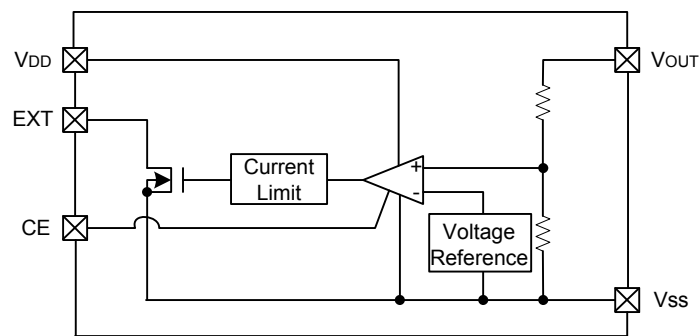 VDD
VOUT
EXT
Current
Limit
+
-
CE
Voltage
Reference
Vss